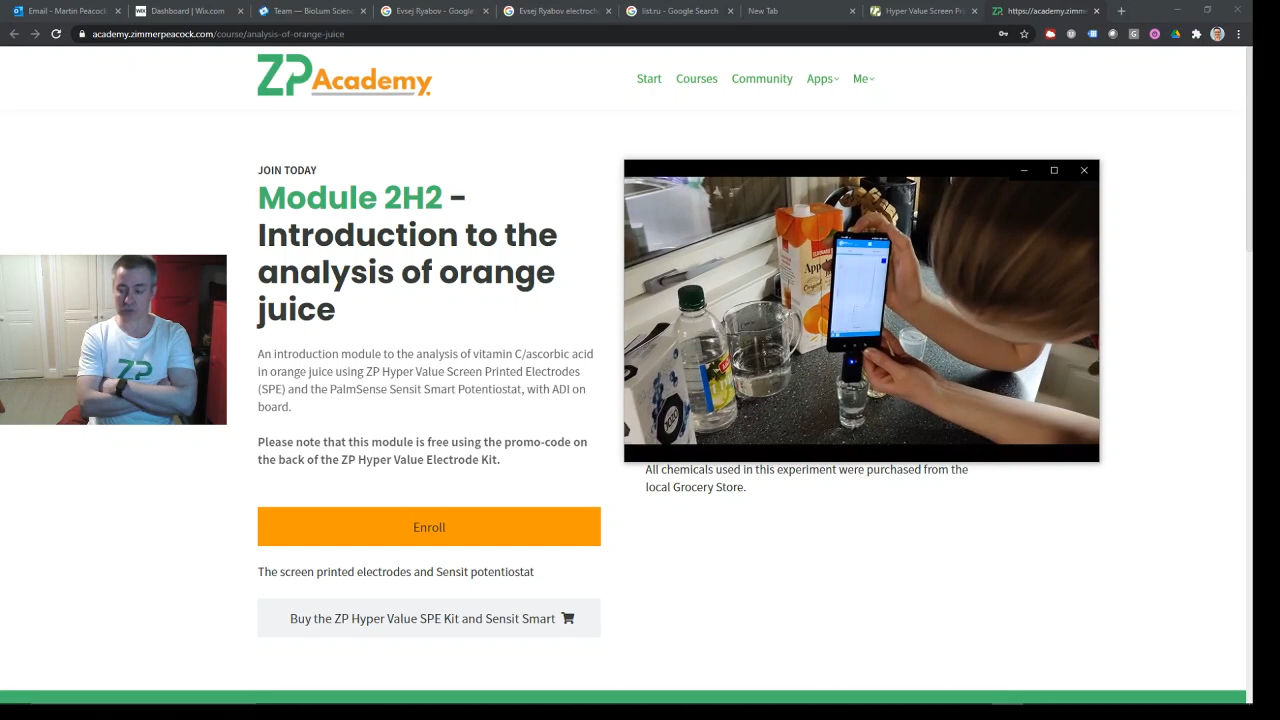 Email - Martin Peacock
Dashboard | Wix.com
Team — BioLum Scien
Evsej Ryabov - Google
Evsej Ryabov electroch
list.ru - Google Search
New Tab
Hyper Value Screen Pr
https://academy.zimme
academy.zimmerpeacock.com/course/analysis-of-orange-juice
ZP Academy
Start Courses Community Apps Me
JOIN TODAY
Module 2H2 -
Introduction to the
analysis of orange
juice
An introduction module to the analysis of vitamin C/ascorbic acid
in orange juice using ZP Hyper Value Screen Printed Electrodes
(SPE) and the PalmSense Sensit Smart Potentiostat, with ADI on
board.
Please note that this module is free using the promo-code on
the back of the ZP Hyper Value Electrode Kit.
Enroll
The screen printed electrodes and Sensit potentiostat
Buy the ZP Hyper Value SPE Kit and Sensit Smart
ZP
All chemicals used in this experiment were purchased from the
local Grocery Store.